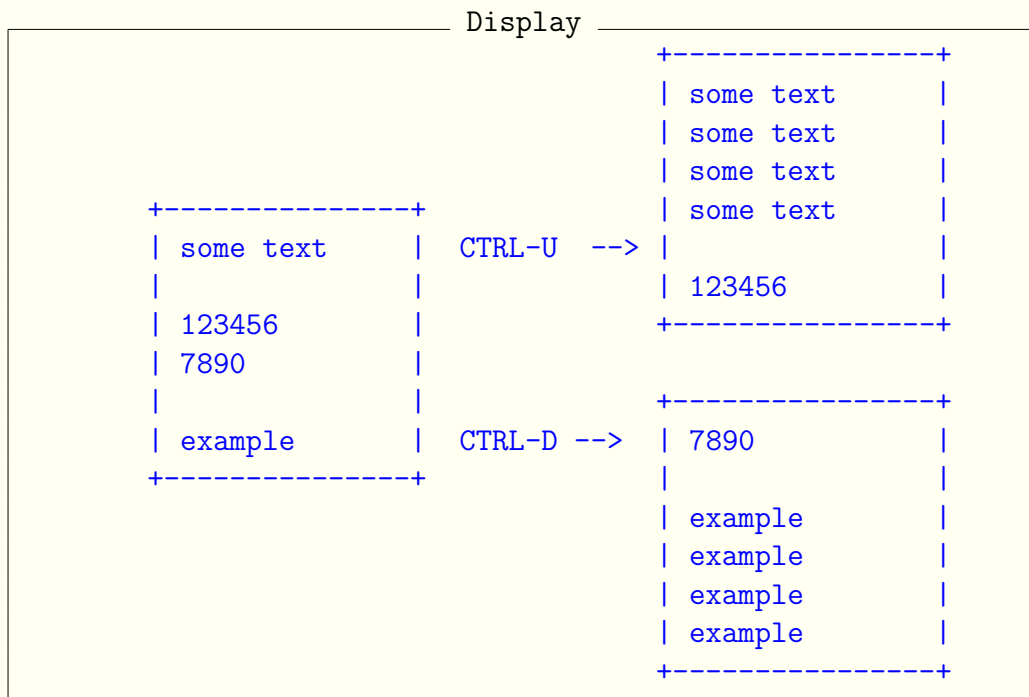 Display
                                        +----------------+
                                        | some text      |
                                        | some text      |
                                        | some text      |
        +---------------+               | some text      |
        | some text     |  CTRL-U  --> |                |
        |               |               | 123456         |
        | 123456        |               +----------------+
        | 7890          |
        |               |               +----------------+
        | example       |  CTRL-D -->   | 7890           |
        +---------------+               |                |
                                        | example        |
                                        | example        |
                                        | example        |
                                        | example        |
                                        +----------------+